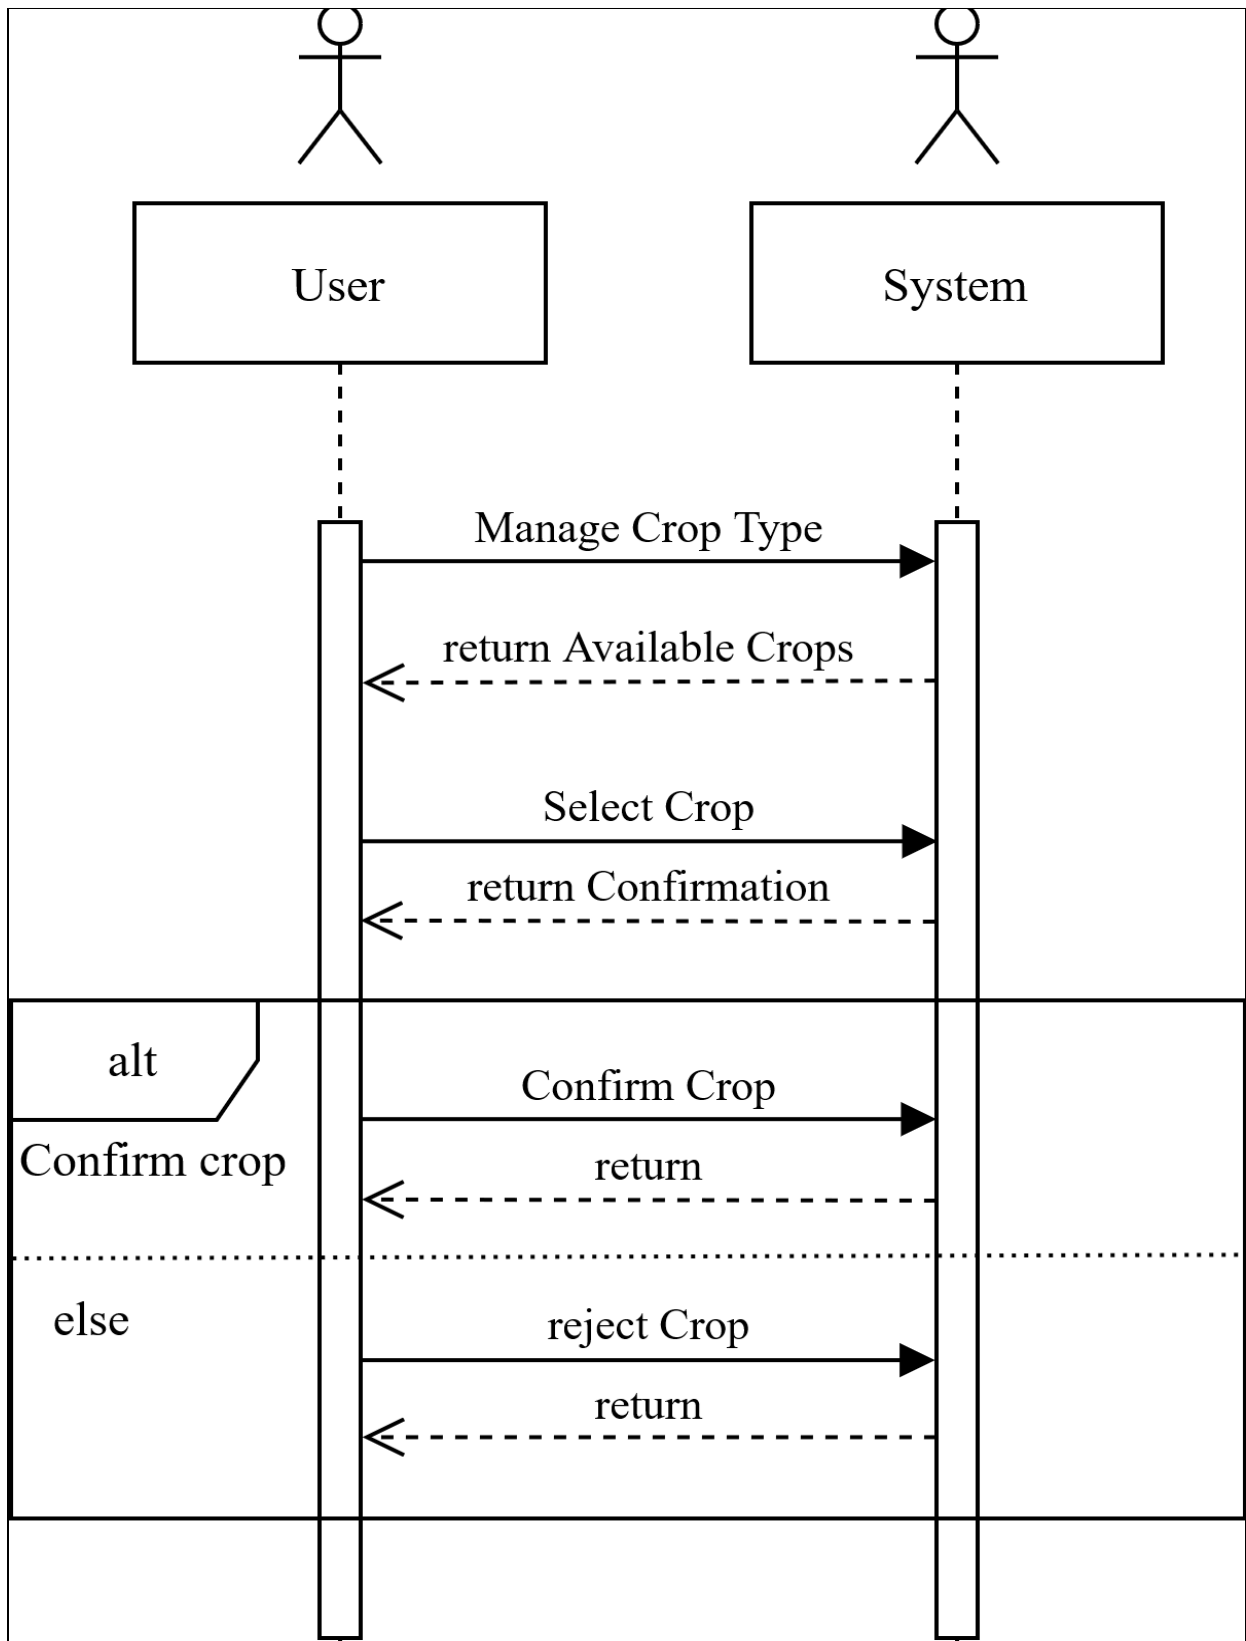 User
System
Manage Crop Type
return Available Crops
Select Crop
return Confirmation
alt
Confirm Crop
Confirm crop
return
else
reject Crop
return